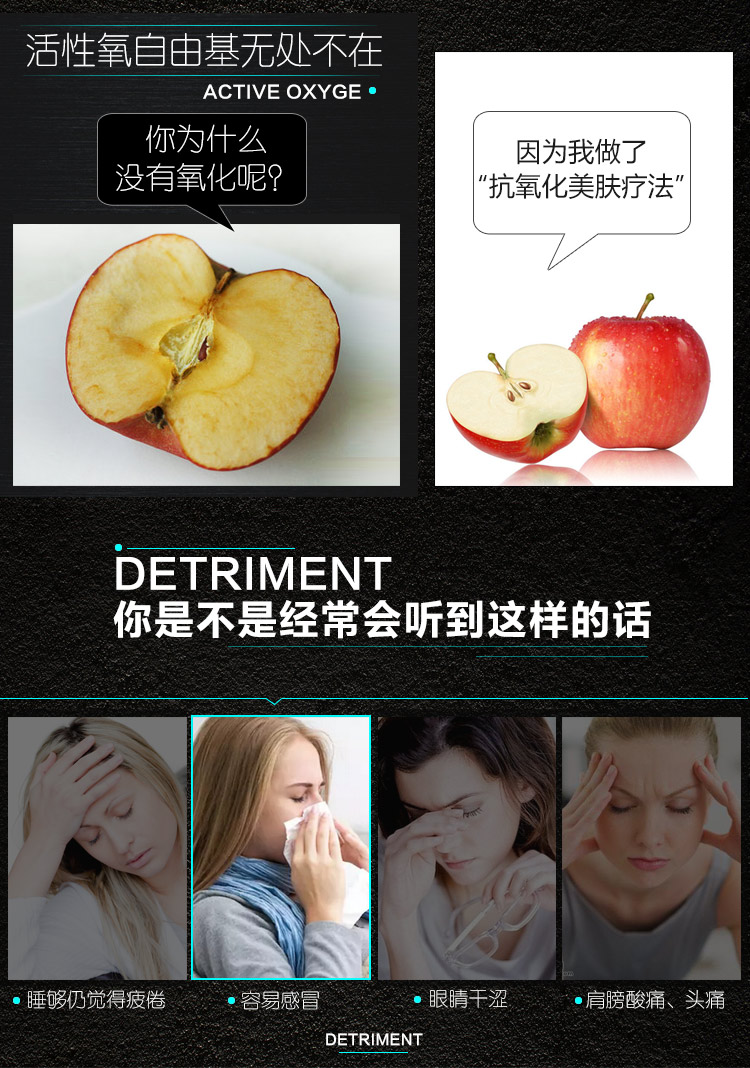 活性氧自由基无处不在
ACTIVE OXYGE
你为什么
没有氧化呢?
因为我做了
“抗氧化美肤疗法”
DETRIMENT
你是不是经常会听到这样的话
睡够仍觉得疲倦
容易感冒
眼睛干涩
肩膀酸痛、头痛
DETRIMENT